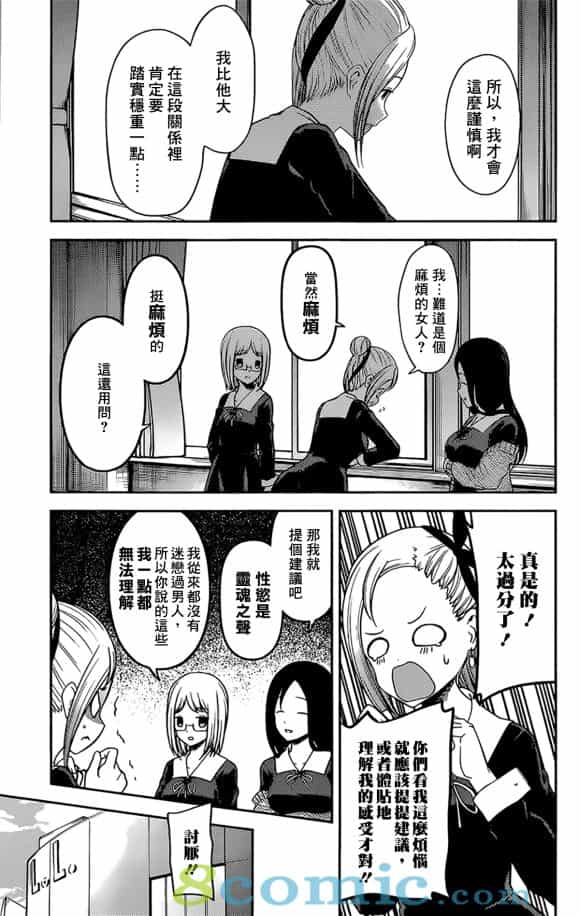 所以，我才會
這麼謹慎啊
我比他大
在這段關係裡
肯定要
踏實穩重一點……
我…難道是個
麻煩的女人？
當然
麻煩
挺麻煩的
這還用問？
真是的！
太過分了！
你們看我這麼煩惱
就應該提提建議，
或者體貼地
理解我的感受才對！！
那我就
提個建議吧
性慾是
靈魂之聲
我從來都沒有
迷戀過男人，
所以你說的這些
我一點都
無法理解
討厭！！
8comic.com